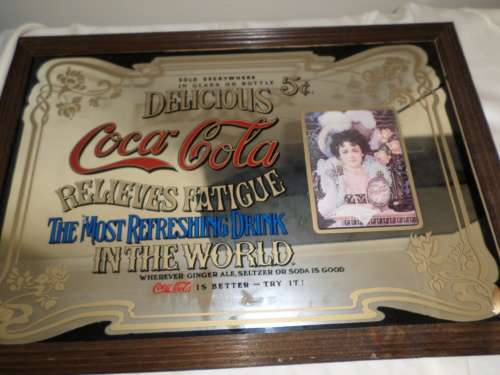 SOLD EVERYWHERE
IN GLASS OR BOTTLE
5¢.
DELICIOUS
Coca-Cola
RELIEVES FATIGUE
THE MOST REFRESHING DRINK
IN THE WORLD.
WHEREVER GINGER ALE, SELTZER OR SODA IS GOOD
Coca-Cola IS BETTER – TRY IT!